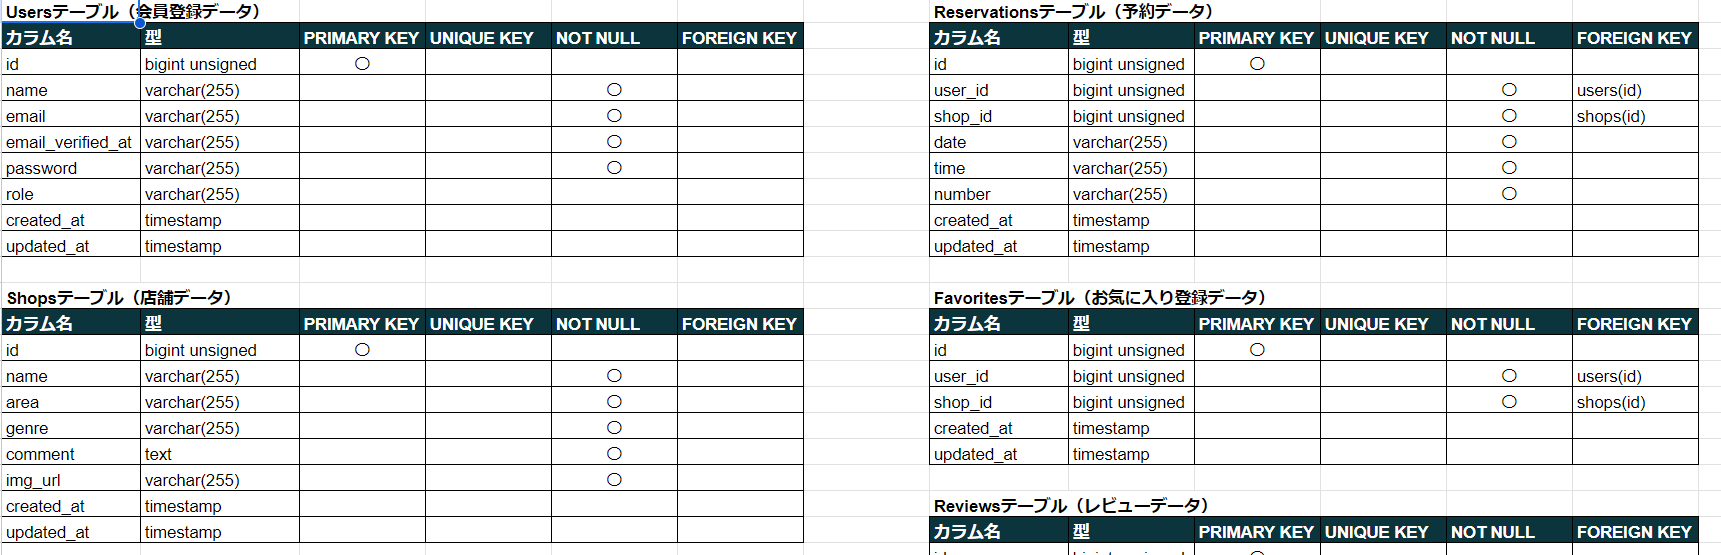 Usersテーブル（会員登録データ）
カラム名 型 PRIMARY KEY UNIQUE KEY NOT NULL FOREIGN KEY
id bigint unsigned 〇
name varchar(255) 〇
email varchar(255) 〇
email_verified_at varchar(255) 〇
password varchar(255) 〇
role varchar(255)
created_at timestamp
updated_at timestamp
Shopsテーブル（店舗データ）
カラム名 型 PRIMARY KEY UNIQUE KEY NOT NULL FOREIGN KEY
id bigint unsigned 〇
name varchar(255) 〇
area varchar(255) 〇
genre varchar(255) 〇
comment text 〇
img_url varchar(255) 〇
created_at timestamp
updated_at timestamp
Reservationsテーブル（予約データ）
カラム名 型 PRIMARY KEY UNIQUE KEY NOT NULL FOREIGN KEY
id bigint unsigned 〇
user_id bigint unsigned 〇 users(id)
shop_id bigint unsigned 〇 shops(id)
date varchar(255) 〇
time varchar(255) 〇
number varchar(255) 〇
created_at timestamp
updated_at timestamp
Favoritesテーブル（お気に入り登録データ）
カラム名 型 PRIMARY KEY UNIQUE KEY NOT NULL FOREIGN KEY
id bigint unsigned 〇
user_id bigint unsigned 〇 users(id)
shop_id bigint unsigned 〇 shops(id)
created_at timestamp
updated_at timestamp
Reviewsテーブル（レビューデータ）
カラム名 型 PRIMARY KEY UNIQUE KEY NOT NULL FOREIGN KEY